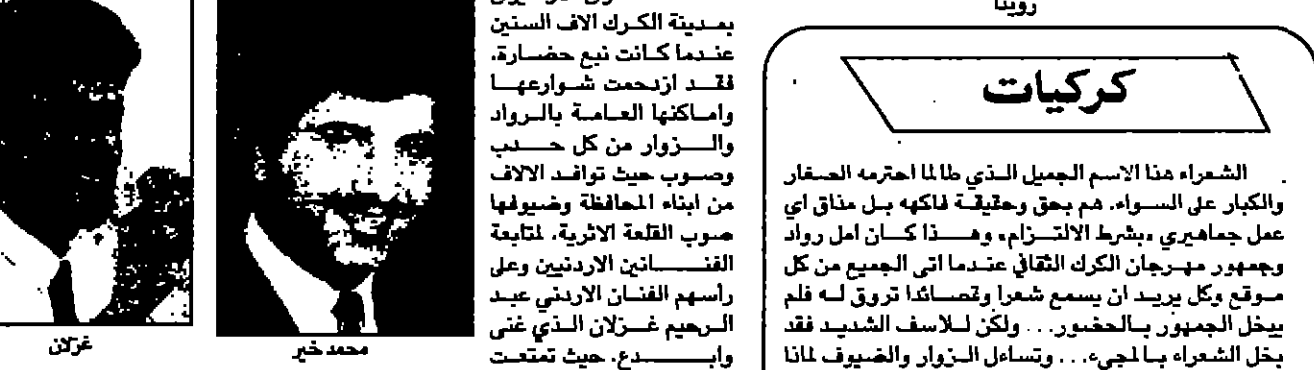 رويدا
كركيات
الشعراء هذا الاسم الجميل الذي طالما احترمه الصغار
والكبار على السواء. هم بحق وحقيقة فاكهه بل مذاق اي
عمل جماهيري «بشرط الالتزام» وهذا كان امل رواد
وجمهور مهرجان الكرك الثقافي عندما اتى الجميع من كل
موقع وكل يريد ان يسمع شعرا وقصائدا تروق له فلم
يبخل الجمهور بالحضور... ولكن للاسف الشديد فقد
بخل الشعراء بالمجيء... وتساءل الزوار والضيوف لماذا
بمدينة الكرك الاف السنين
عندما كانت نبع حضارة،
فقد ازدحمت شوارعها
واماكنها العامة بالرواد
والزوار من كل حدب
وصوب حيث توافد الالاف
من ابناء المحافظة وضيوفها
صوب القلعة الاثرية، لمتابعة
الفنانين الاردنيين وعلى
رأسهم الفنان الاردني عبد
الرحيم غزلان الذي غنى
وابدع، حيث تمتعت
محمد خير
غزلان